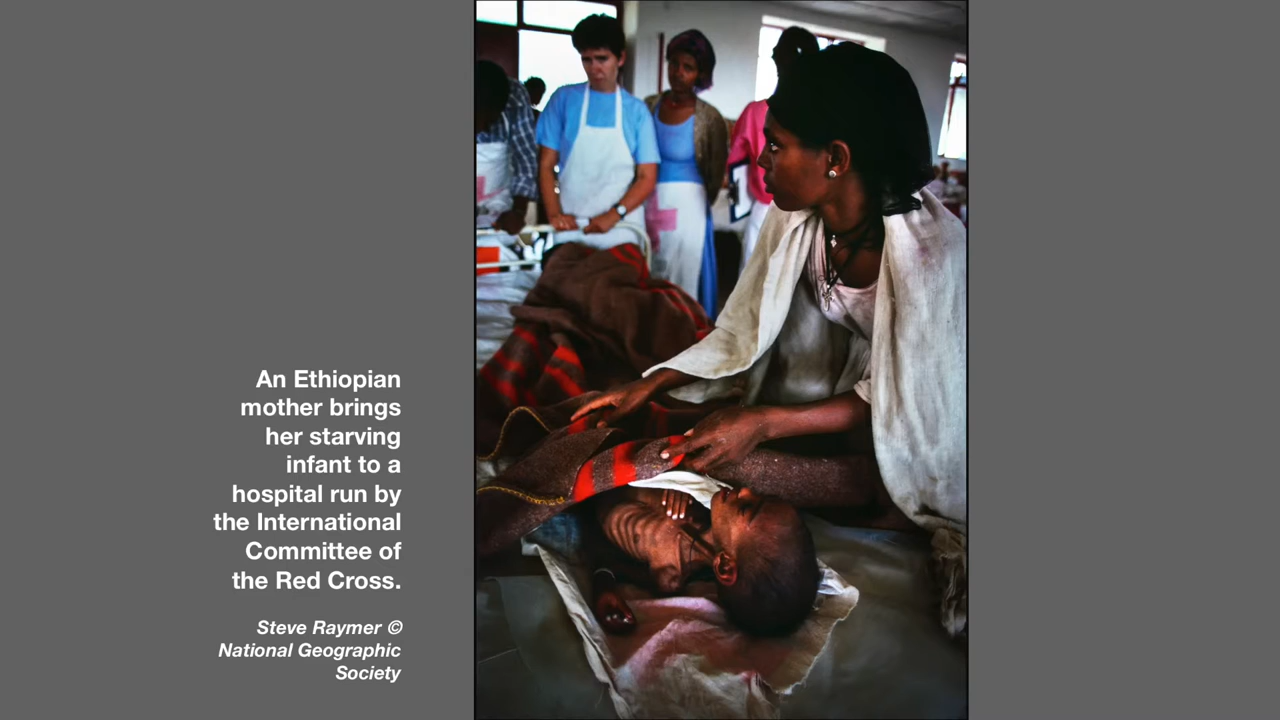 An Ethiopian
mother brings
her starving
infant to a
hospital run by
the International
Committee of
the Red Cross.
Steve Raymer ©
National Geographic
Society